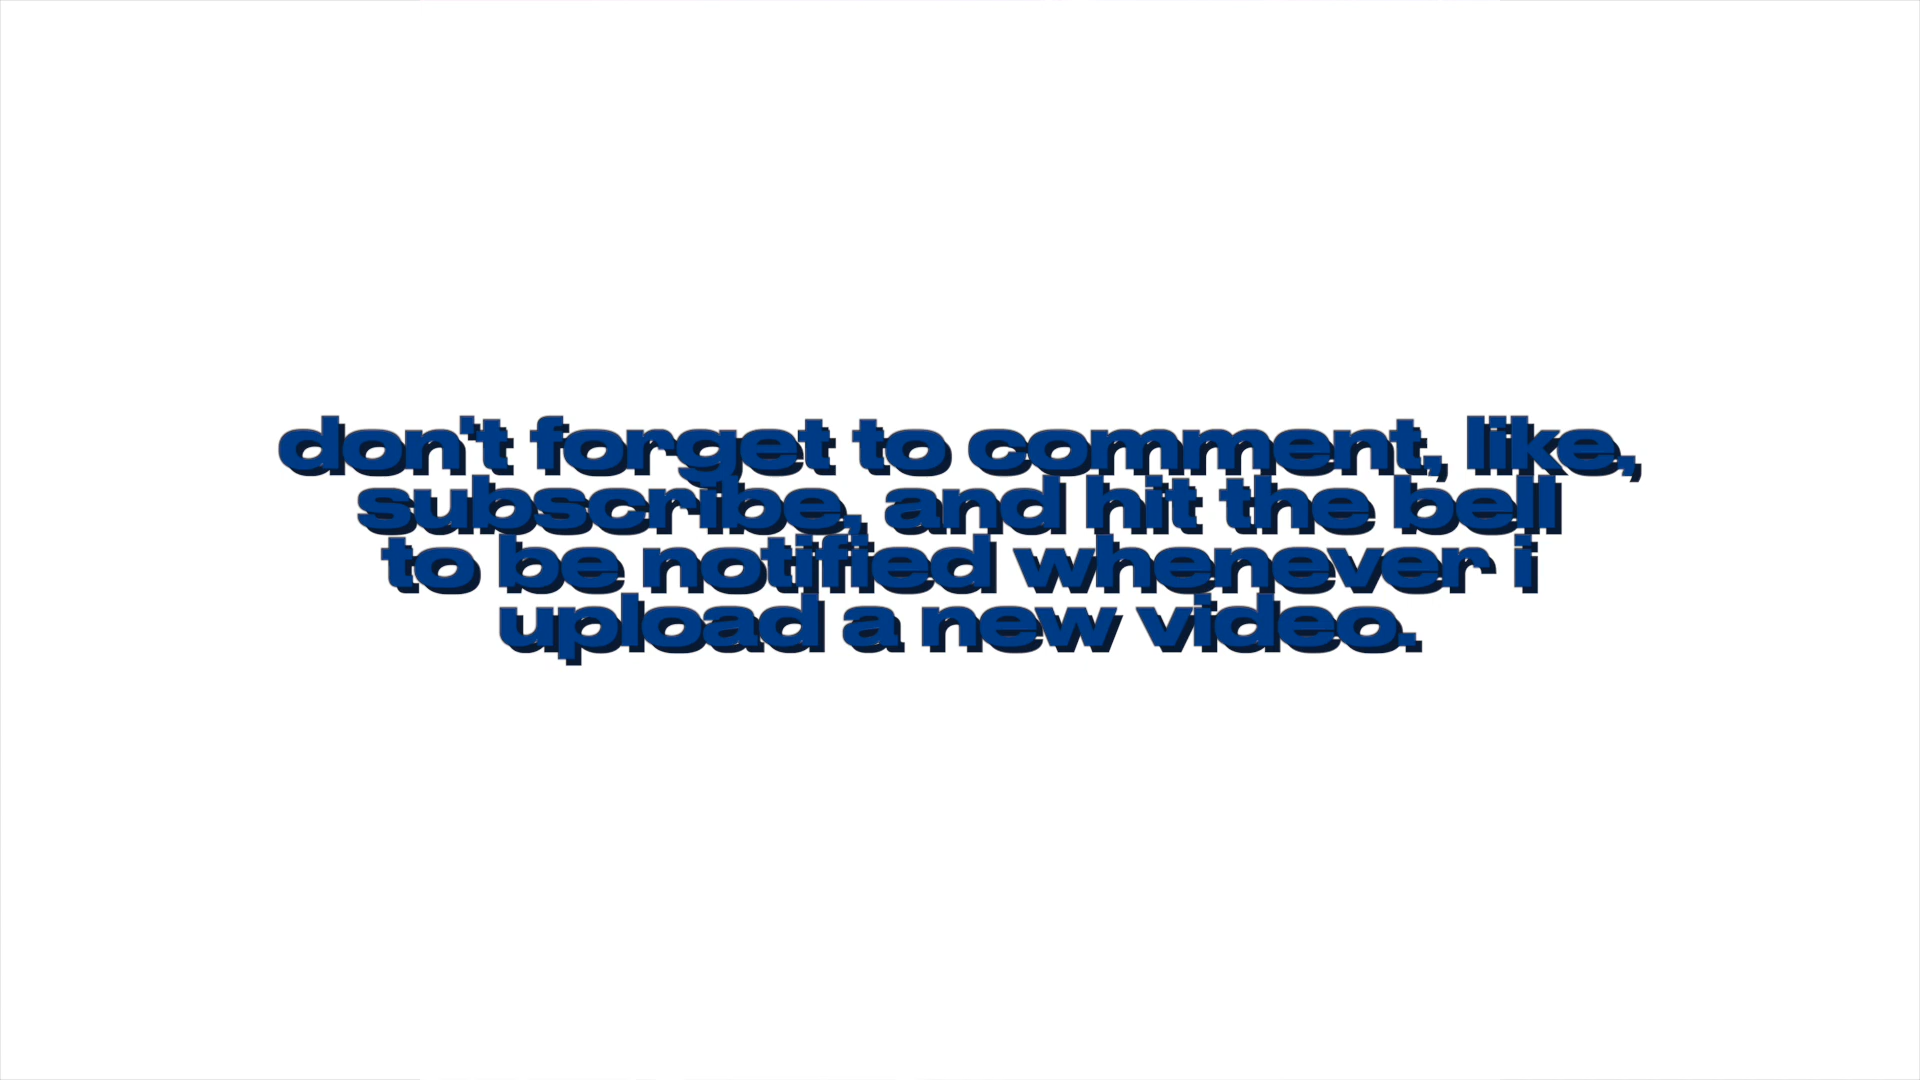 don't forget to comment, like,
subscribe, and hit the bell
to be notified whenever i
upload a new video.